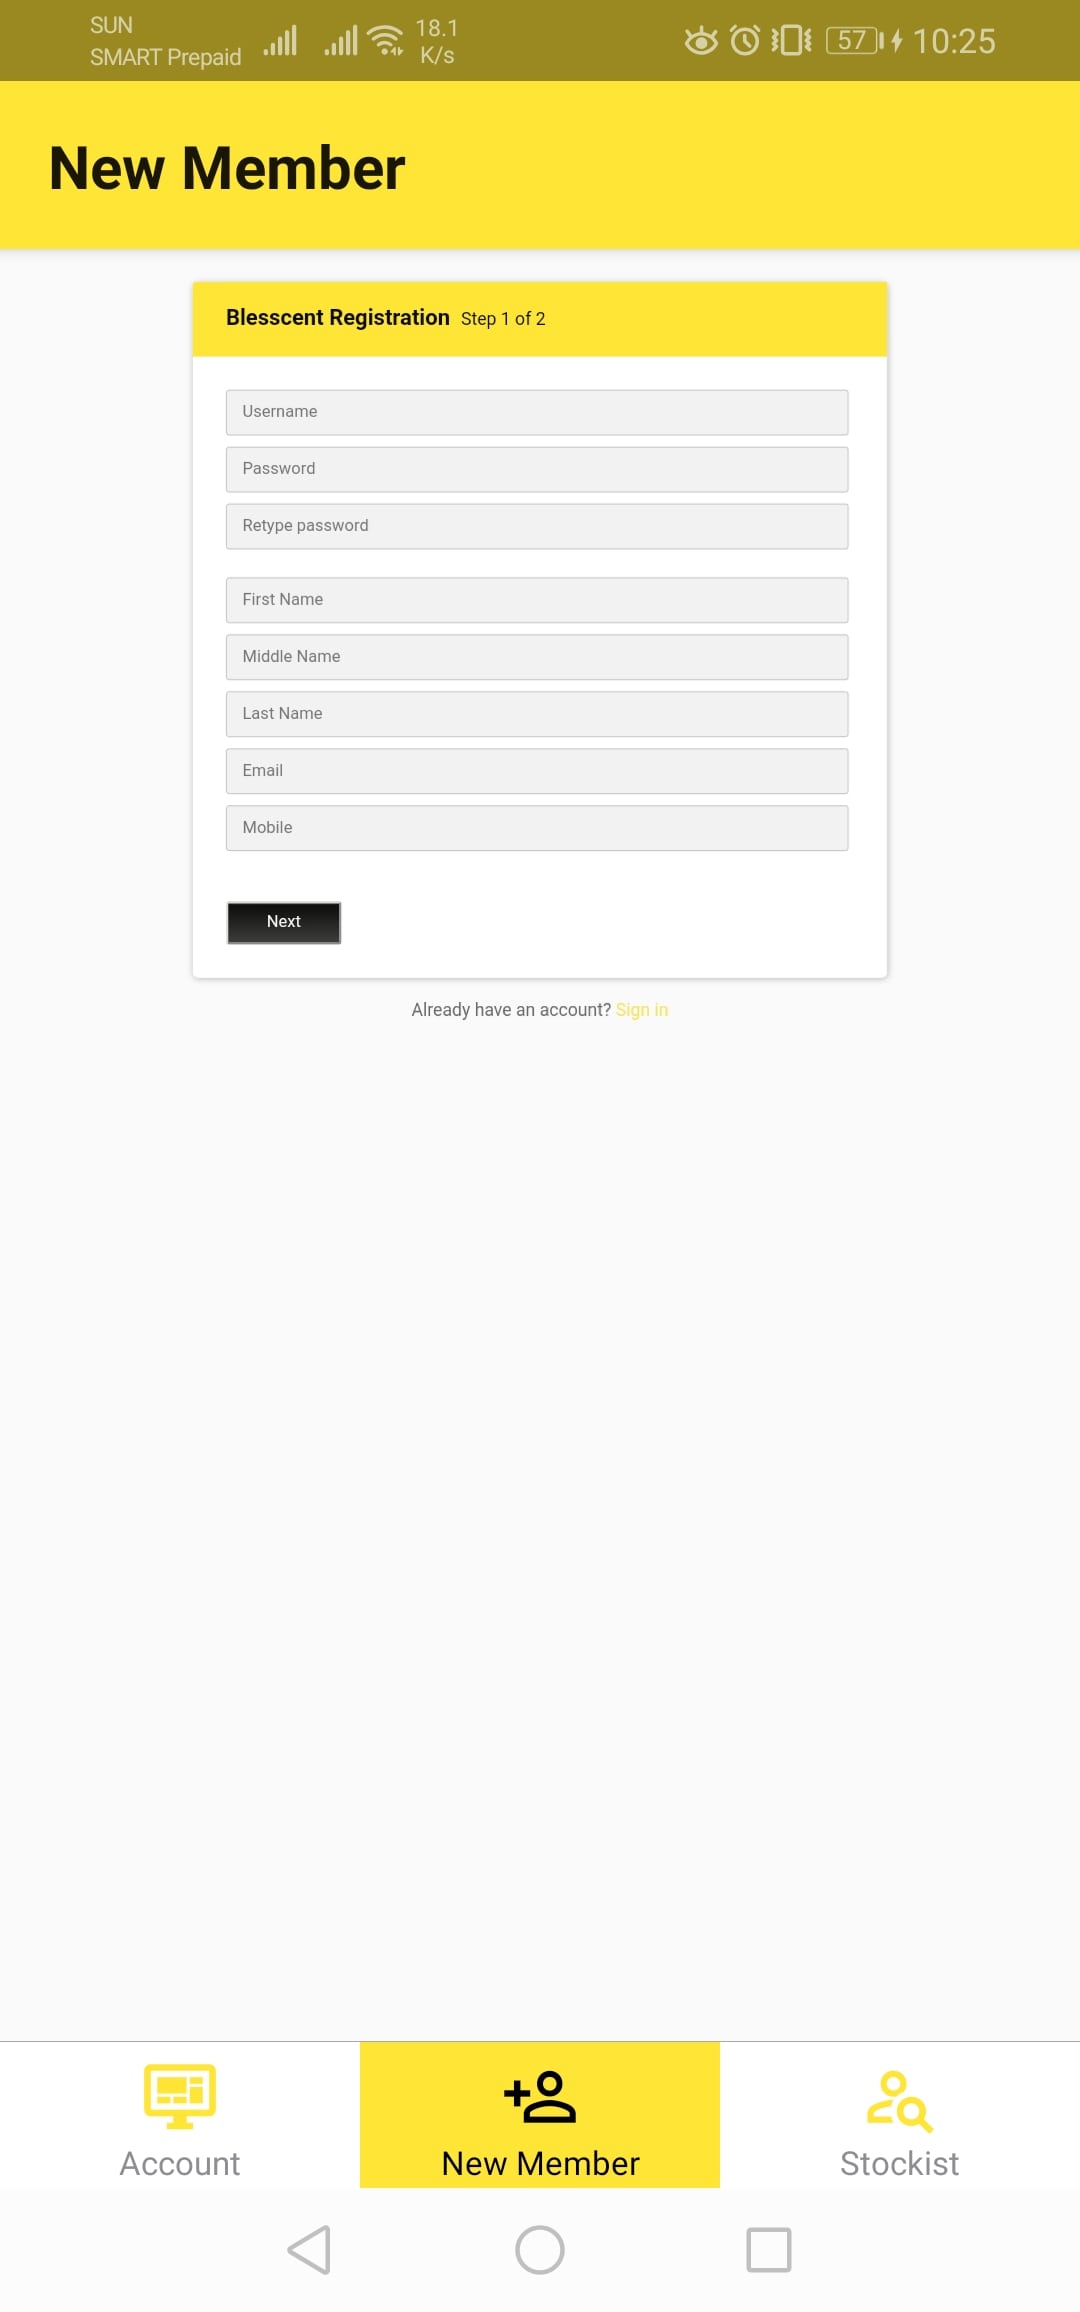 SUN
SMART Prepaid
18.1
K/s
57
10:25
New Member
Blesscent Registration Step 1 of 2
Username
Password
Retype password
First Name
Middle Name
Last Name
Email
Mobile
Next
Already have an account? Sign in
Account
New Member
Stockist